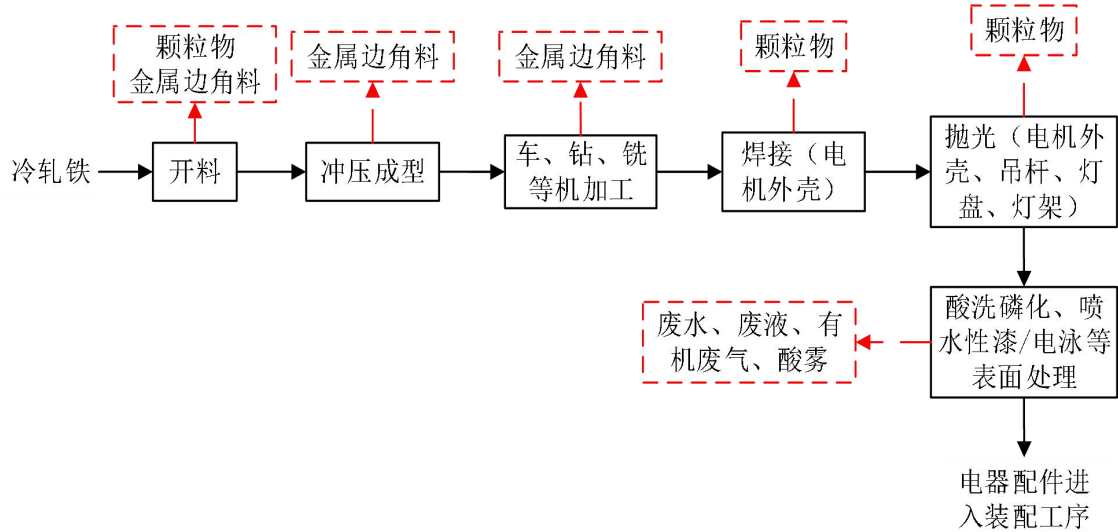 颗粒物
金属边角料
金属边角料
金属边角料
颗粒物
颗粒物
冷轧铁
开料
冲压成型
车、钻、铣
等机加工
焊接（电
机外壳）
抛光（电机外
壳、吊杆、灯
盘、灯架）
废水、废液、有
机废气、酸雾
酸洗磷化、喷
水性漆/电泳等
表面处理
电器配件进
入装配工序